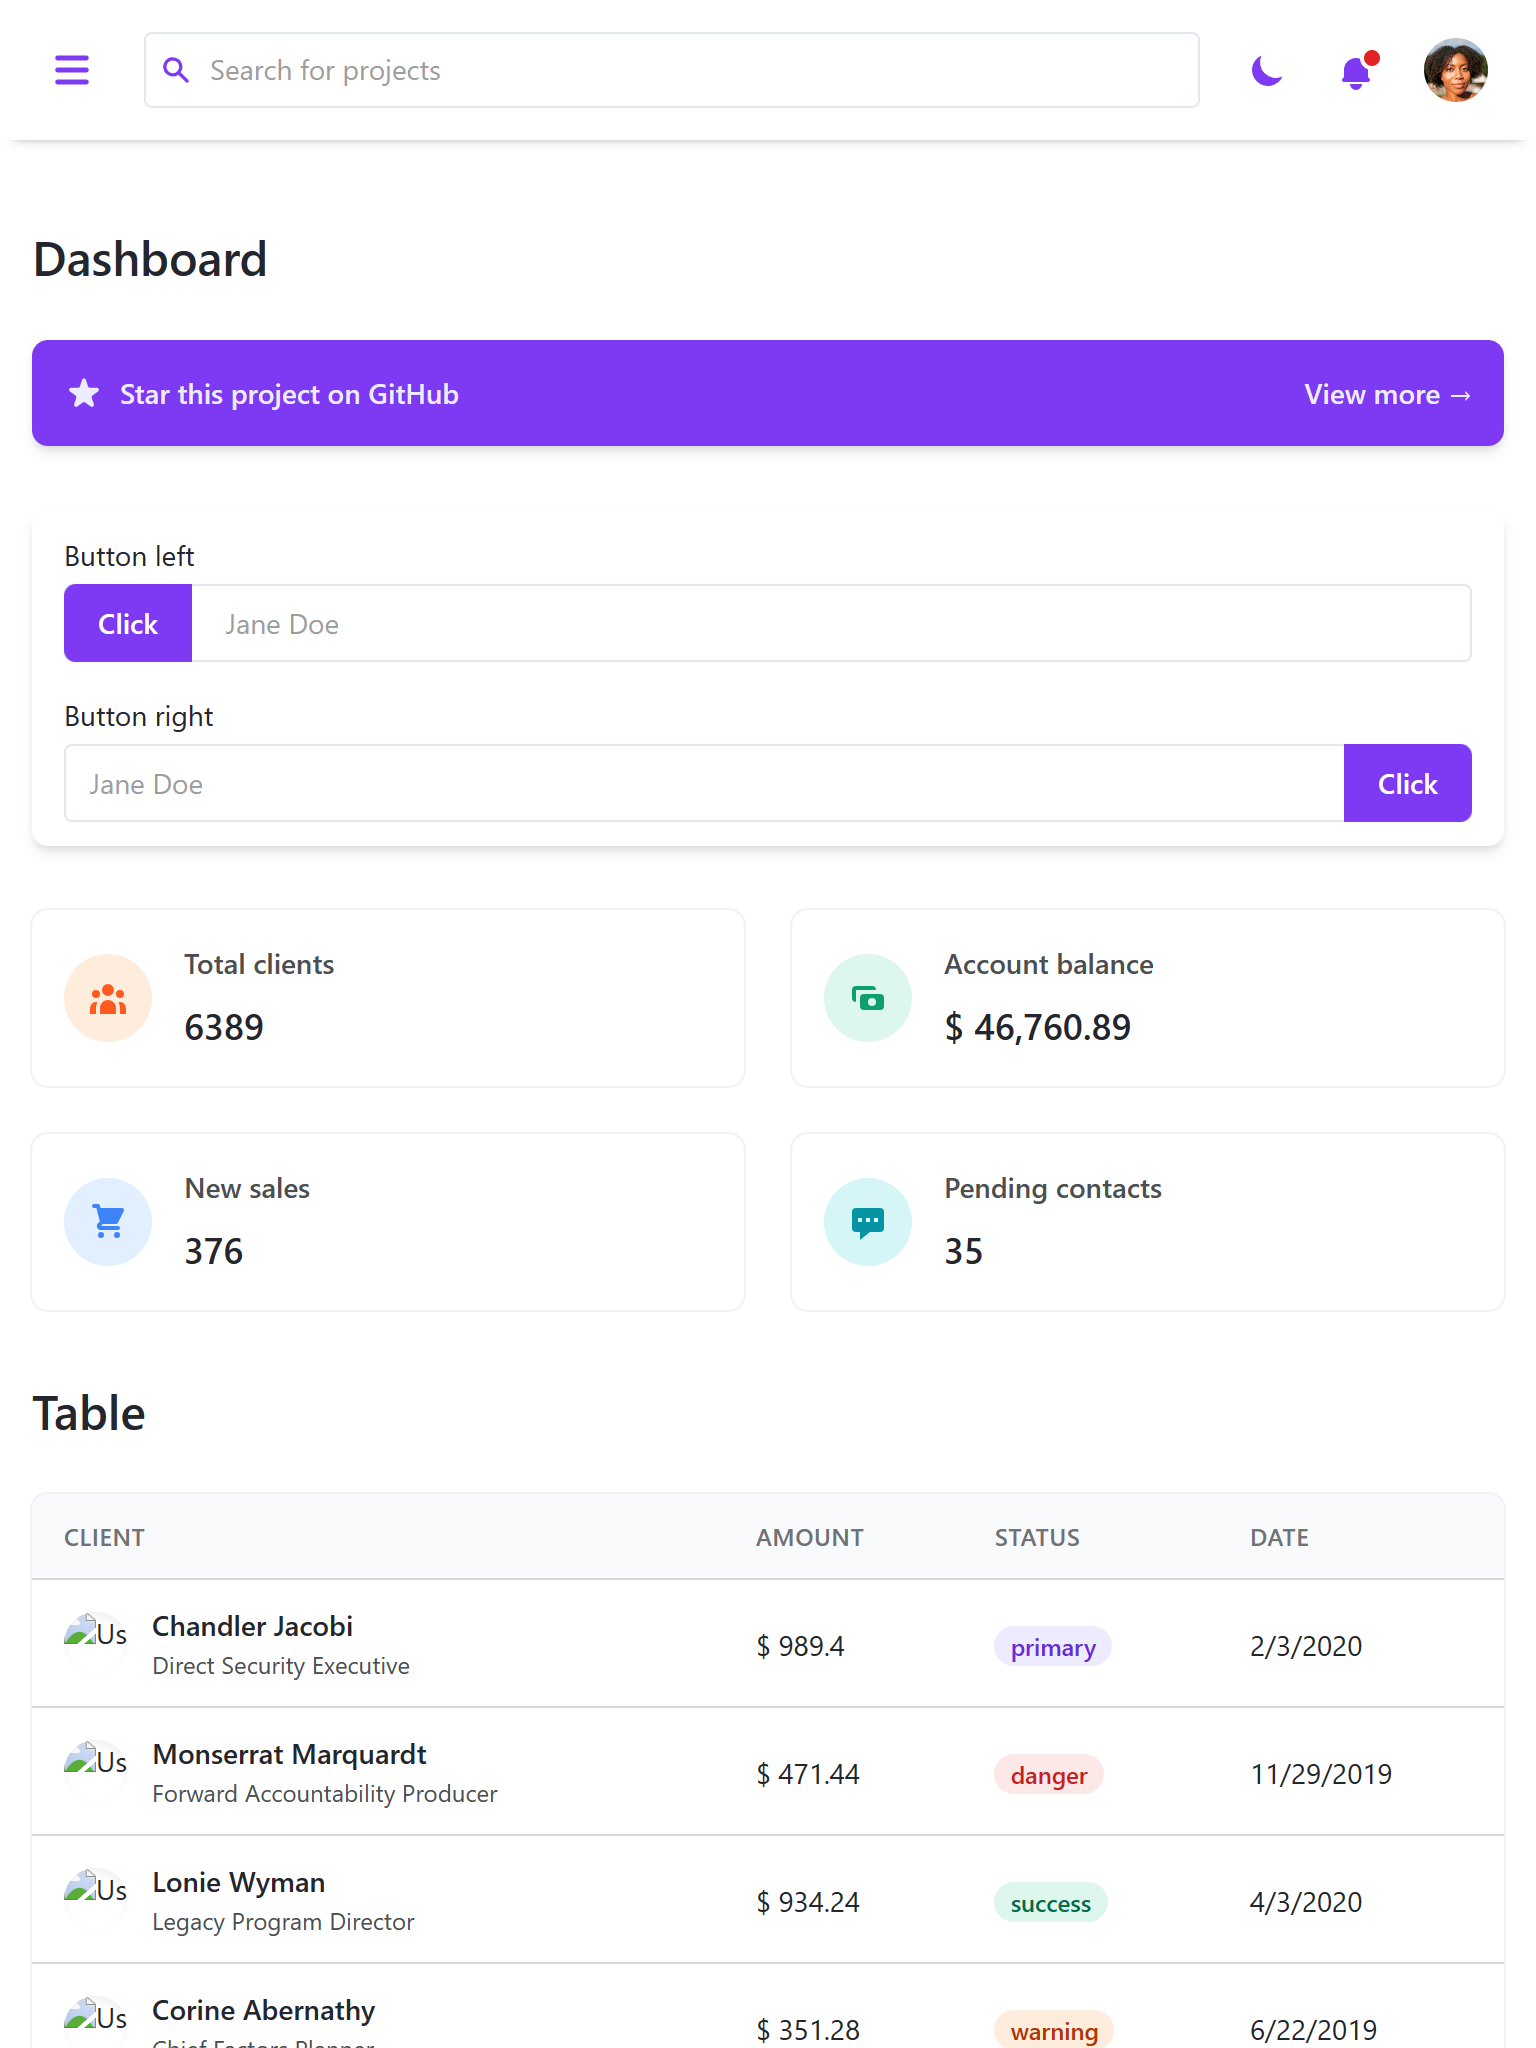 Search for projects
Dashboard
Star this project on GitHub
View more →
Button left
Click
Jane Doe
Button right
Jane Doe
Click
Total clients
6389
Account balance
$ 46,760.89
New sales
376
Pending contacts
35
Table
CLIENT AMOUNT STATUS DATE
Us
Chandler Jacobi
Direct Security Executive
$ 989.4
primary
2/3/2020
Us
Monserrat Marquardt
Forward Accountability Producer
$ 471.44
danger
11/29/2019
Us
Lonie Wyman
Legacy Program Director
$ 934.24
success
4/3/2020
Us
Corine Abernathy
Chief Factors Planner
$ 351.28
warning
6/22/2019